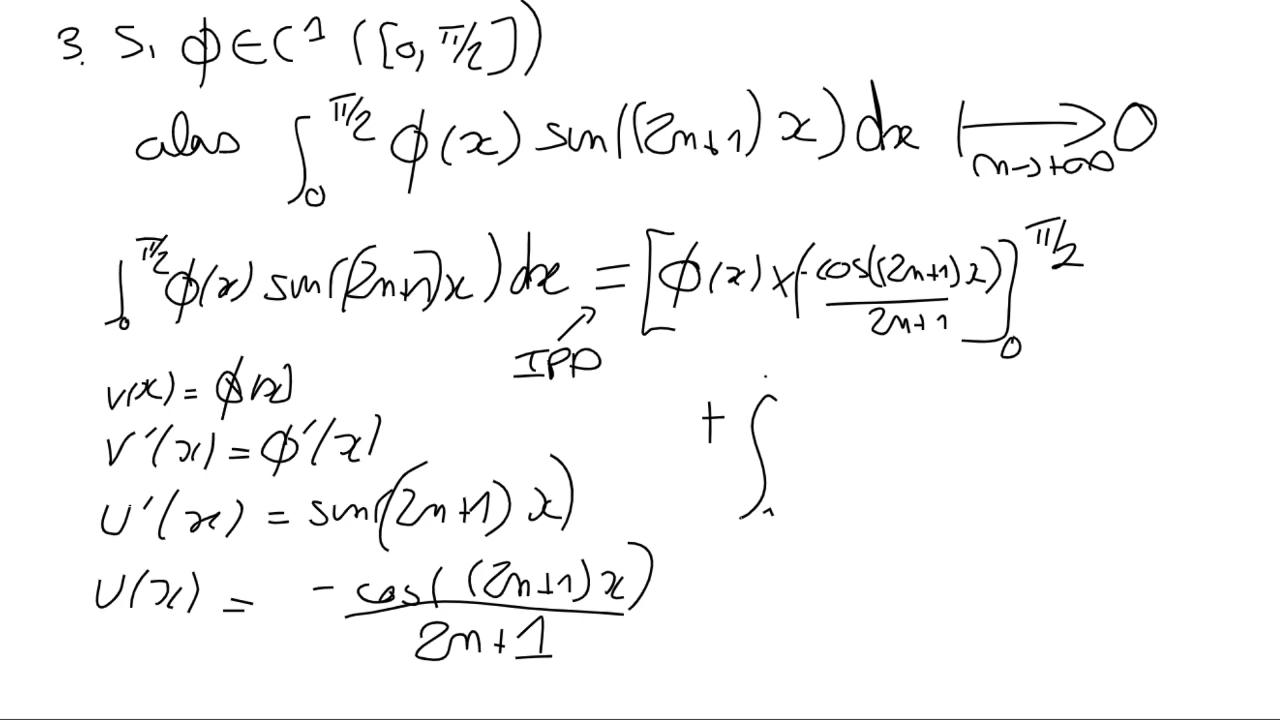 3. Si ϕ∈C¹([0, π/2])
alors ∫₀^{π/2} ϕ(x) sin((2n+1)x)dx ⟼_{n→+∞} 0
∫₀^{π/2} ϕ(x) sin((2n+1)x)dx = [ϕ(x)×(-cos((2n+1)x)/2n+1]₀^{π/2}
IPP
v(x) = ϕ(x)
v'(x) = ϕ'(x)
+ ∫
u'(x) = sin((2n+1)x)
u(x) = -cos((2n+1)x)/2n+1